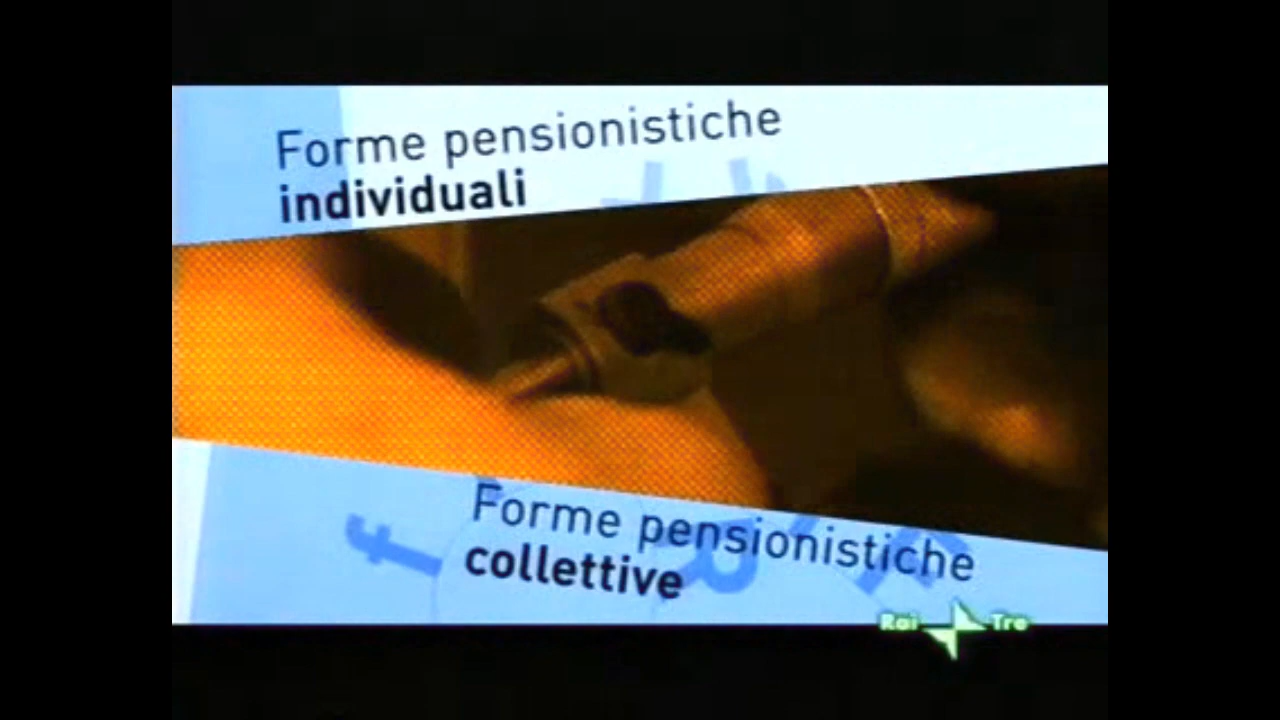 Forme pensionistiche
individuali
Forme pensionistiche
collettive
Rai Tre